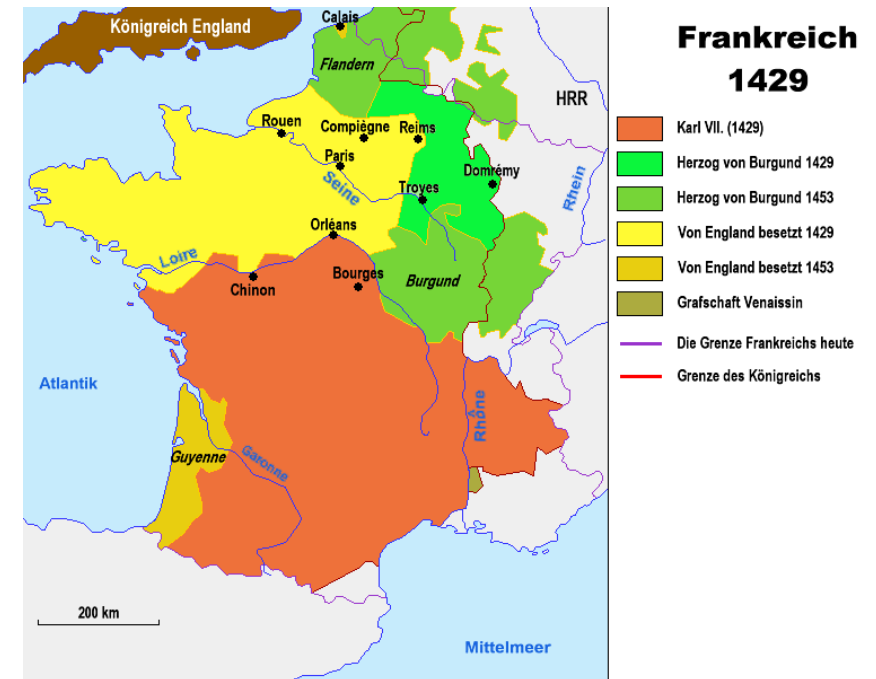 Frankreich
1429
Karl VII. (1429)
Herzog von Burgund 1429
Herzog von Burgund 1453
Von England besetzt 1429
Von England besetzt 1453
Grafschaft Venaissin
Die Grenze Frankreichs heute
Grenze des Königreichs
Königreich England
Calais
Flandern
HRR
Rouen
Compiègne
Reims
Paris
Domrémy
Seine
Troyes
Rhein
Orléans
Loire
Chinon
Bourges
Burgund
Atlantik
Rhône
Guyenne
Garonne
200 km
Mittelmeer